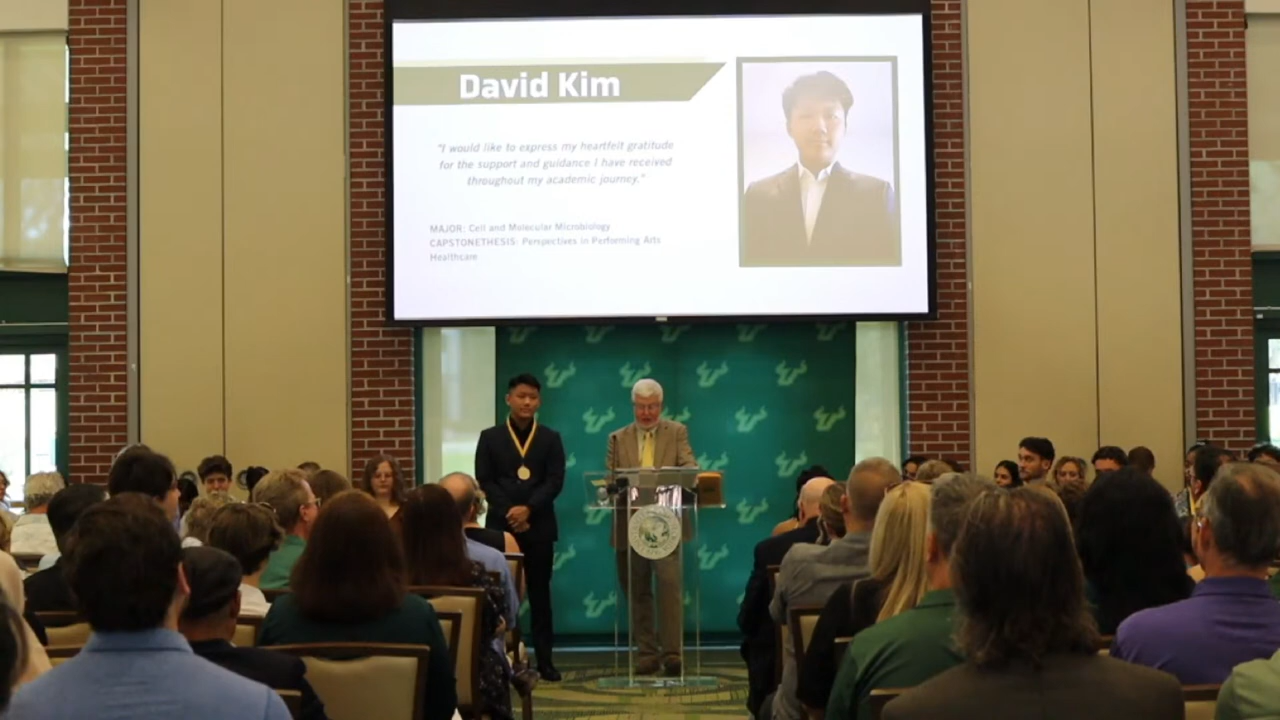 David Kim
"I would like to express my heartfelt gratitude
for the support and guidance I have received
throughout my academic journey."
MAJOR: Cell and Molecular Microbiology
CAPSTONETHESIS: Perspectives in Performing Arts
Healthcare